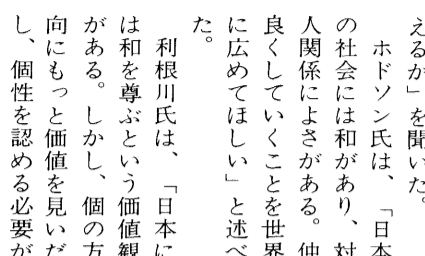 えるか」を聞いた。
　ホドソン氏は、「日本
の社会には和があり、対
人関係によさがある。仲
良くしていくことを世界
に広めてほしい」と述べ
た。
　利根川氏は、「日本に
は和を尊ぶという価値観
がある。しかし、個の方
向にもっと価値を見いだ
し、個性を認める必要が